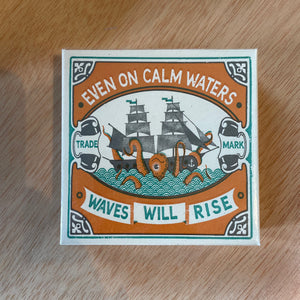 EVEN ON CALM WATERS
TRADE MARK
WAVES WILL RISE